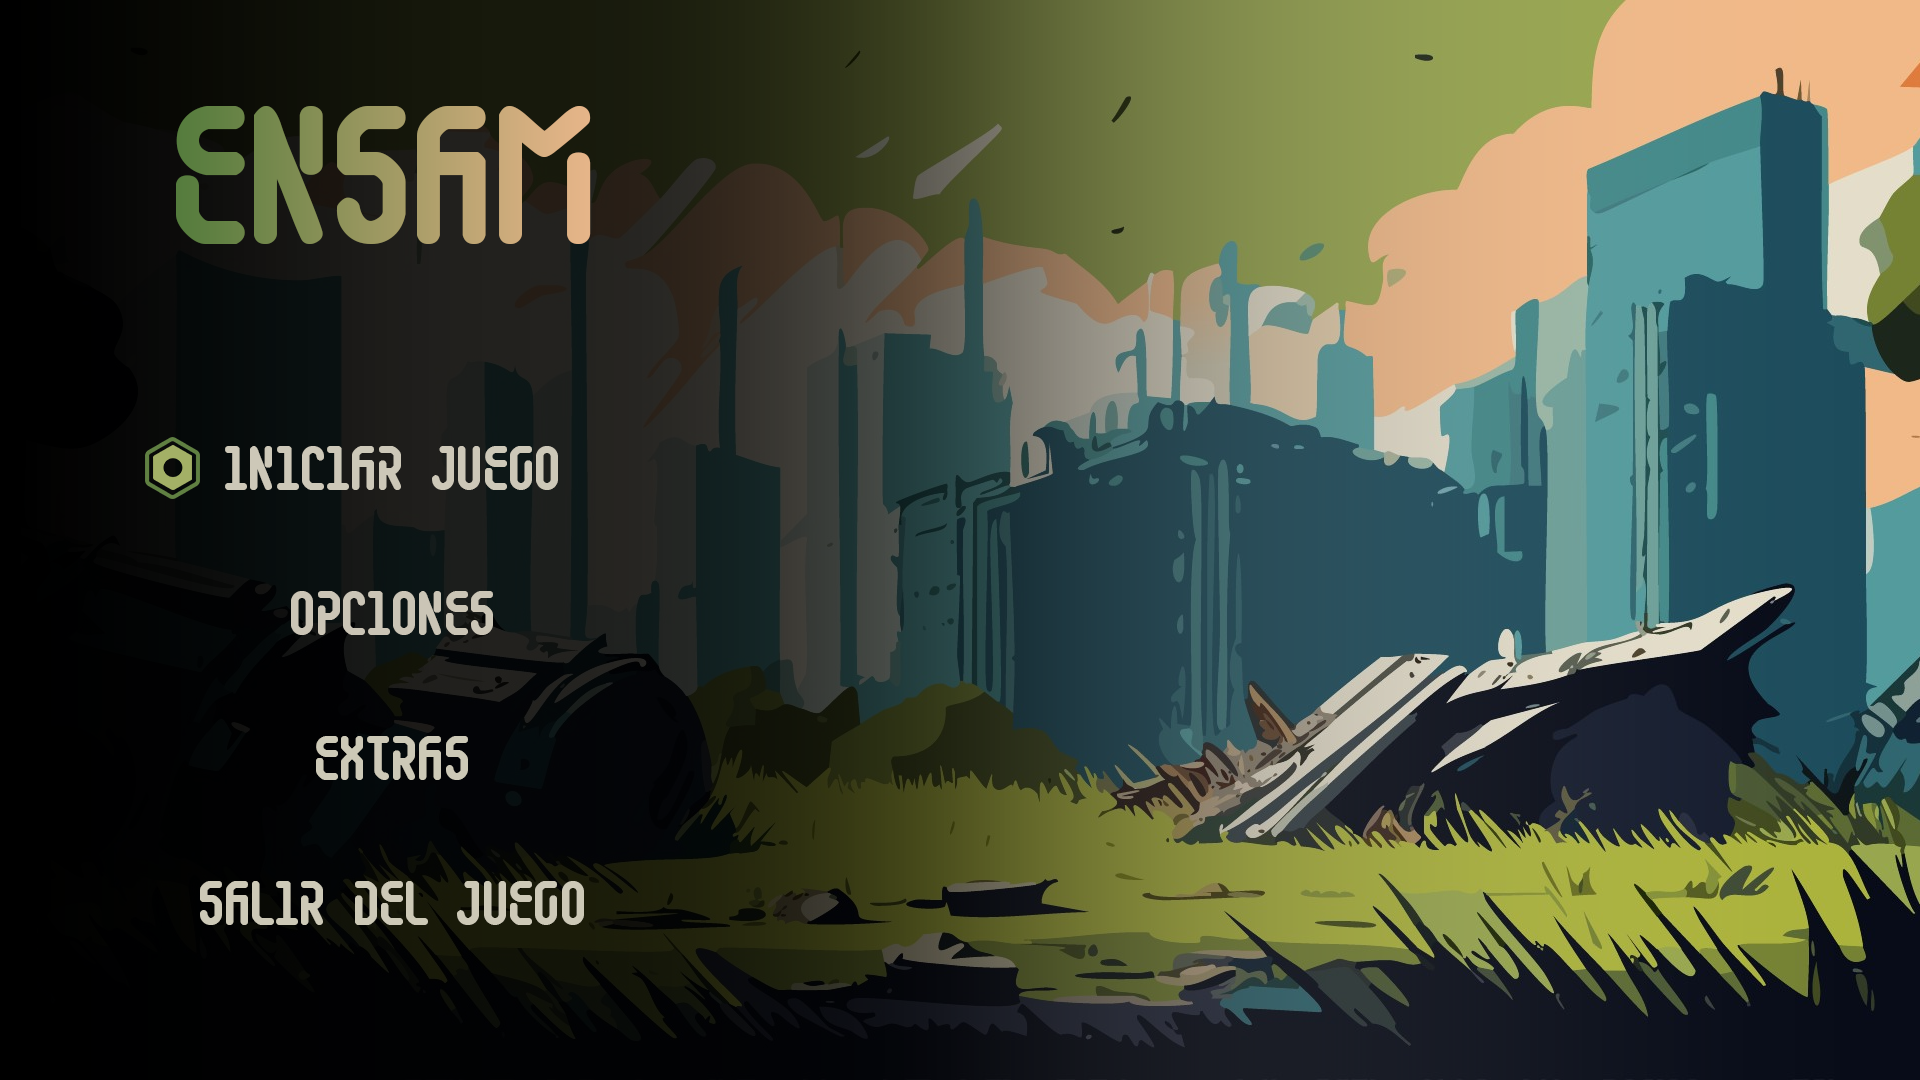 ENSAM
INICIAR JUEGO
OPCIONES
EXTRAS
SALIR DEL JUEGO